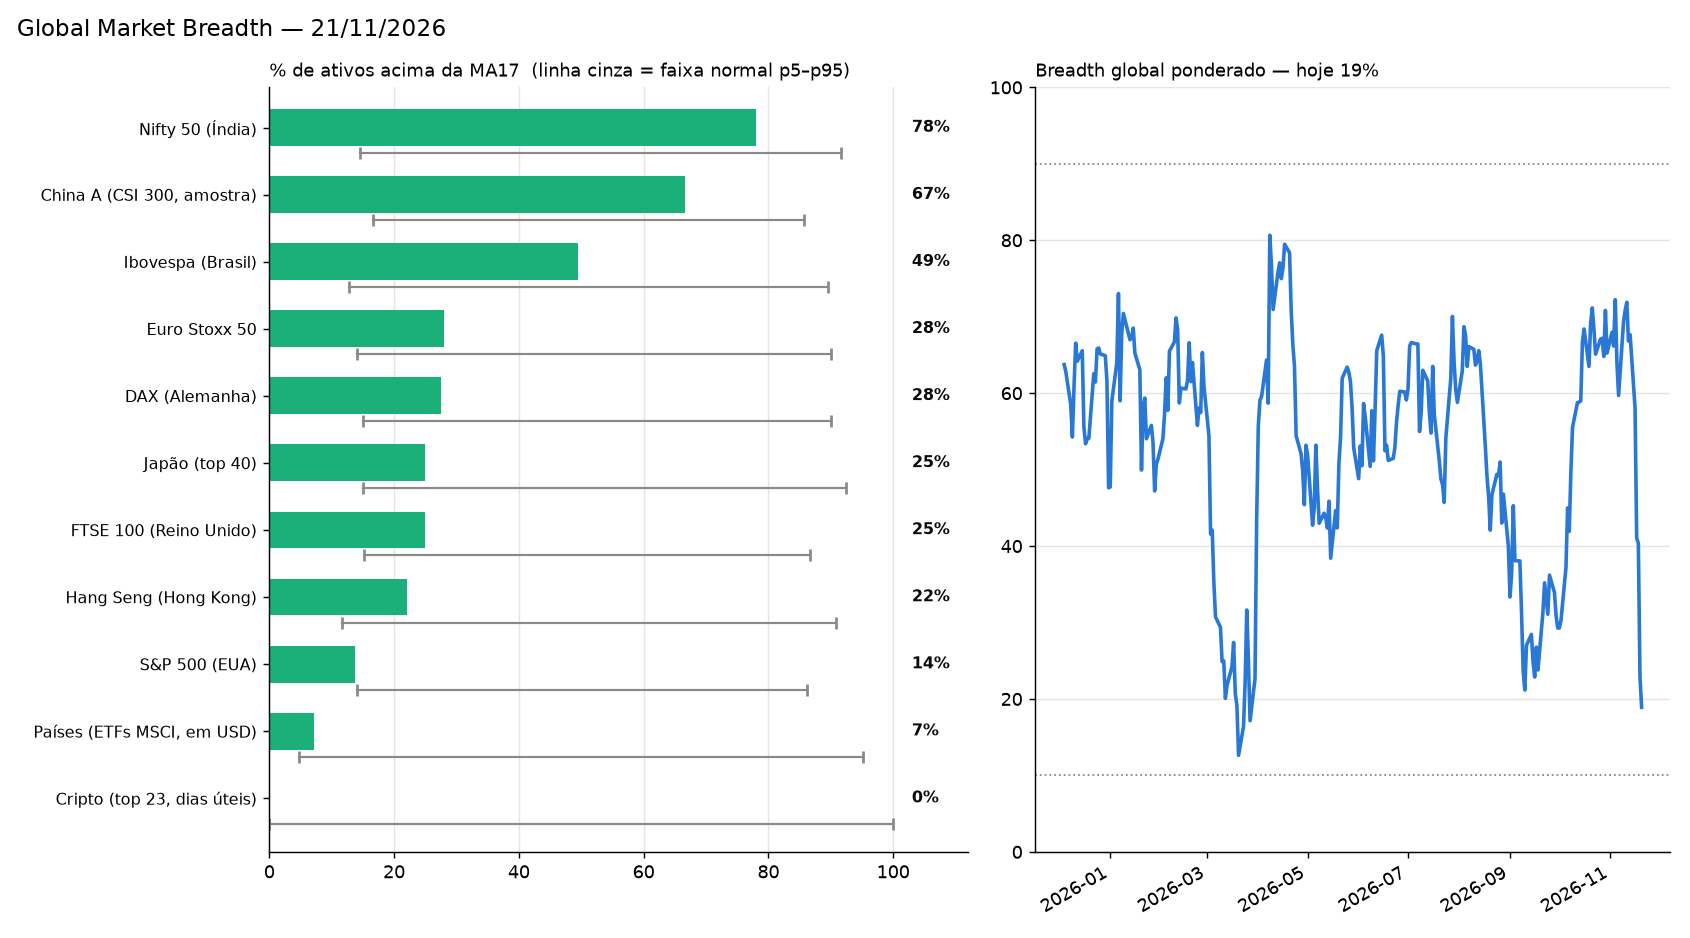 Global Market Breadth — 21/11/2026
% de ativos acima da MA17  (linha cinza = faixa normal p5–p95)
Nifty 50 (Índia) 78%
China A (CSI 300, amostra) 67%
Ibovespa (Brasil) 49%
Euro Stoxx 50 28%
DAX (Alemanha) 28%
Japão (top 40) 25%
FTSE 100 (Reino Unido) 25%
Hang Seng (Hong Kong) 22%
S&P 500 (EUA) 14%
Países (ETFs MSCI, em USD) 7%
Cripto (top 23, dias úteis) 0%
0 20 40 60 80 100
Breadth global ponderado — hoje 19%
100
80
60
40
20
0
2026-01 2026-03 2026-05 2026-07 2026-09 2026-11